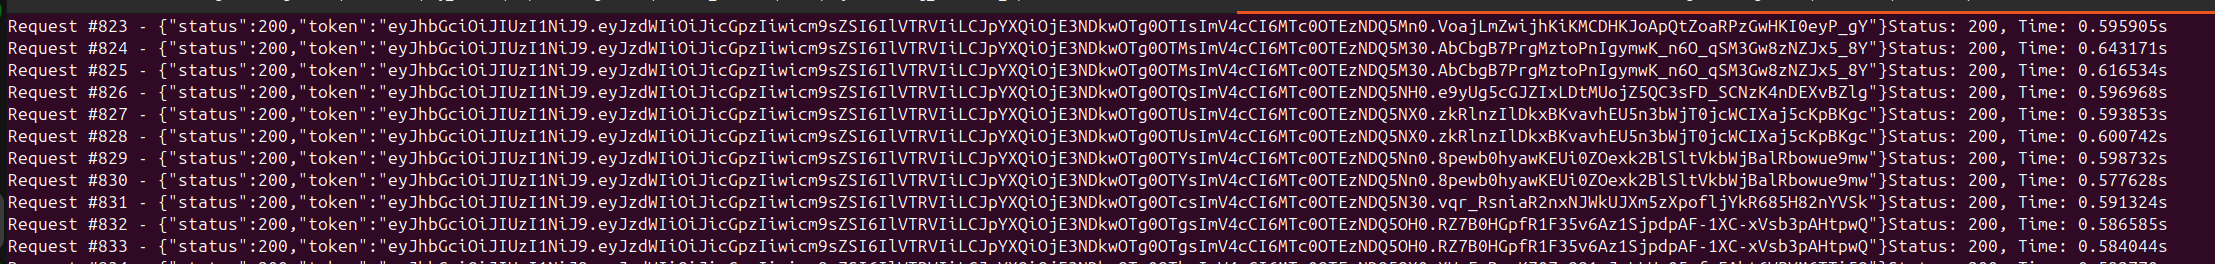 Request #823 - {"status":200,"token":"eyJhbGciOiJIUzI1NiJ9.eyJzdWIiOiJicGpzIiwicm9sZSI6IlVTRVIiLCJpYXQiOjE3NDkwOTg0OTIsImV4cCI6MTc0OTEzNDQ5Mn0.VoajLmZwijhKiKMCDHKJoApQtZoaRPzGwHKI0eyP_gY"}Status: 200, Time: 0.595905s
Request #824 - {"status":200,"token":"eyJhbGciOiJIUzI1NiJ9.eyJzdWIiOiJicGpzIiwicm9sZSI6IlVTRVIiLCJpYXQiOjE3NDkwOTg0OTMsImV4cCI6MTc0OTEzNDQ5M30.AbCbgB7PrgMztoPnIgymwK_n6O_qSM3Gw8zNZJx5_8Y"}Status: 200, Time: 0.643171s
Request #825 - {"status":200,"token":"eyJhbGciOiJIUzI1NiJ9.eyJzdWIiOiJicGpzIiwicm9sZSI6IlVTRVIiLCJpYXQiOjE3NDkwOTg0OTMsImV4cCI6MTc0OTEzNDQ5M30.AbCbgB7PrgMztoPnIgymwK_n6O_qSM3Gw8zNZJx5_8Y"}Status: 200, Time: 0.616534s
Request #826 - {"status":200,"token":"eyJhbGciOiJIUzI1NiJ9.eyJzdWIiOiJicGpzIiwicm9sZSI6IlVTRVIiLCJpYXQiOjE3NDkwOTg0OTQsImV4cCI6MTc0OTEzNDQ5NH0.e9yUg5cGJZIxLDtMUojZ5QC3sFD_SCNzK4nDEXvBZlg"}Status: 200, Time: 0.596968s
Request #827 - {"status":200,"token":"eyJhbGciOiJIUzI1NiJ9.eyJzdWIiOiJicGpzIiwicm9sZSI6IlVTRVIiLCJpYXQiOjE3NDkwOTg0OTUsImV4cCI6MTc0OTEzNDQ5NX0.zkRlnzIlDkxBKvavhEU5n3bWjT0jcWCIXaj5cKpBKgc"}Status: 200, Time: 0.593853s
Request #828 - {"status":200,"token":"eyJhbGciOiJIUzI1NiJ9.eyJzdWIiOiJicGpzIiwicm9sZSI6IlVTRVIiLCJpYXQiOjE3NDkwOTg0OTUsImV4cCI6MTc0OTEzNDQ5NX0.zkRlnzIlDkxBKvavhEU5n3bWjT0jcWCIXaj5cKpBKgc"}Status: 200, Time: 0.600742s
Request #829 - {"status":200,"token":"eyJhbGciOiJIUzI1NiJ9.eyJzdWIiOiJicGpzIiwicm9sZSI6IlVTRVIiLCJpYXQiOjE3NDkwOTg0OTYsImV4cCI6MTc0OTEzNDQ5Nn0.8pewb0hyawKEUi0ZOexk2BlSltVkbWjBalRbowue9mw"}Status: 200, Time: 0.598732s
Request #830 - {"status":200,"token":"eyJhbGciOiJIUzI1NiJ9.eyJzdWIiOiJicGpzIiwicm9sZSI6IlVTRVIiLCJpYXQiOjE3NDkwOTg0OTYsImV4cCI6MTc0OTEzNDQ5Nn0.8pewb0hyawKEUi0ZOexk2BlSltVkbWjBalRbowue9mw"}Status: 200, Time: 0.577628s
Request #831 - {"status":200,"token":"eyJhbGciOiJIUzI1NiJ9.eyJzdWIiOiJicGpzIiwicm9sZSI6IlVTRVIiLCJpYXQiOjE3NDkwOTg0OTcsImV4cCI6MTc0OTEzNDQ5N30.vqr_RsniaR2nxNJWkUJXm5zXpofljYkR685H82nYVSk"}Status: 200, Time: 0.591324s
Request #832 - {"status":200,"token":"eyJhbGciOiJIUzI1NiJ9.eyJzdWIiOiJicGpzIiwicm9sZSI6IlVTRVIiLCJpYXQiOjE3NDkwOTg0OTgsImV4cCI6MTc0OTEzNDQ5OH0.RZ7B0HGpfR1F35v6Az1SjpdpAF-1XC-xVsb3pAHtpwQ"}Status: 200, Time: 0.586585s
Request #833 - {"status":200,"token":"eyJhbGciOiJIUzI1NiJ9.eyJzdWIiOiJicGpzIiwicm9sZSI6IlVTRVIiLCJpYXQiOjE3NDkwOTg0OTgsImV4cCI6MTc0OTEzNDQ5OH0.RZ7B0HGpfR1F35v6Az1SjpdpAF-1XC-xVsb3pAHtpwQ"}Status: 200, Time: 0.584044s